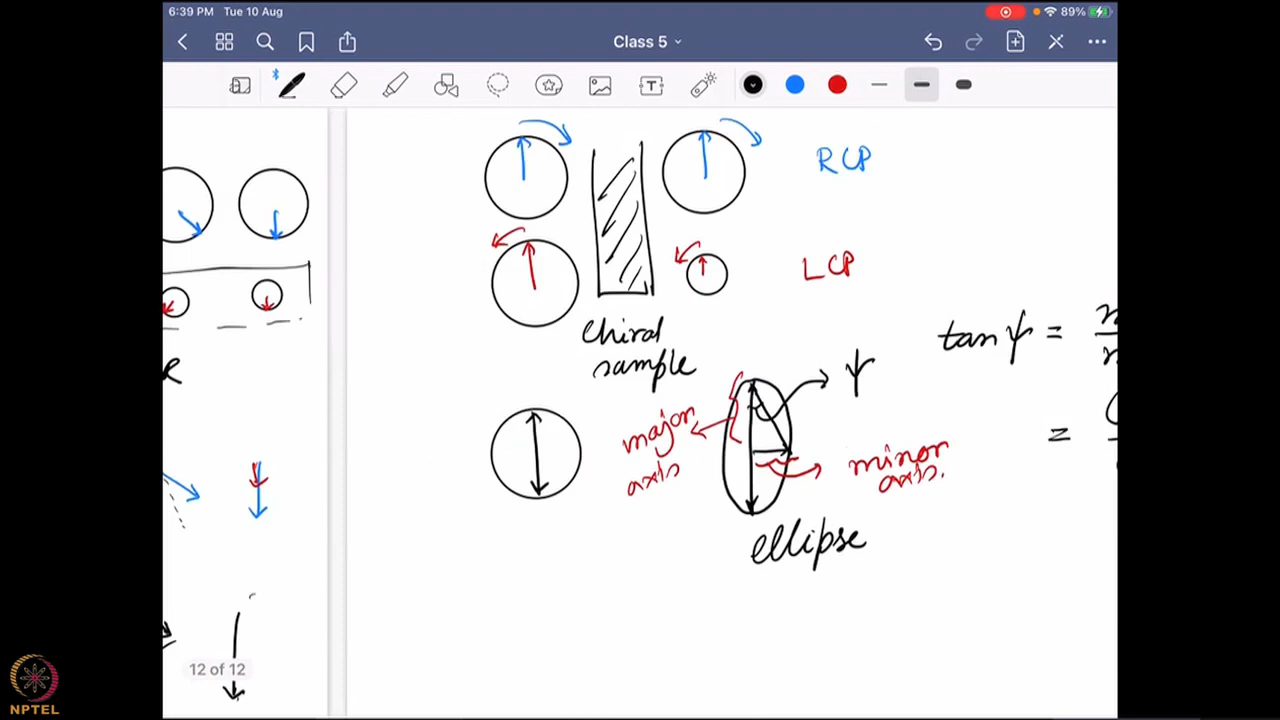 6:39 PM Tue 10 Aug
89%
Class 5
T
RCP
LCP
Chiral
sample
tan ψ =
ψ
major
axis
minor
axis.
=
ellipse
12 of 12
NPTEL